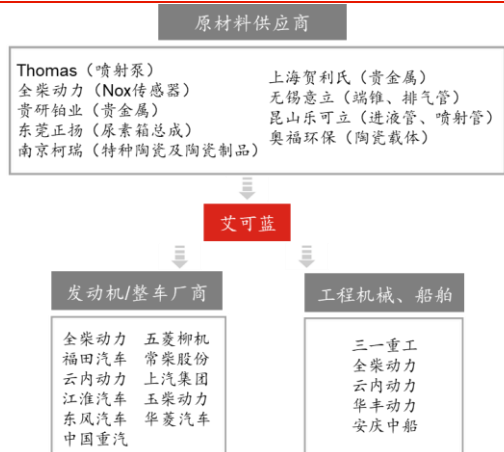 原材料供应商
Thomas（喷射泵）
全柴动力（Nox传感器）
贵研铂业（贵金属）
东莞正扬（尿素箱总成）
南京柯瑞（特种陶瓷及陶瓷制品）
上海贺利氏（贵金属）
无锡意立（端锥、排气管）
昆山乐可立（进液管、喷射管）
奥福环保（陶瓷载体）
艾可蓝
发动机/整车厂商
全柴动力 五菱柳机
福田汽车 常柴股份
云内动力 上汽集团
江淮汽车 玉柴动力
东风汽车 华菱汽车
中国重汽
工程机械、船舶
三一重工
全柴动力
云内动力
华丰动力
安庆中船